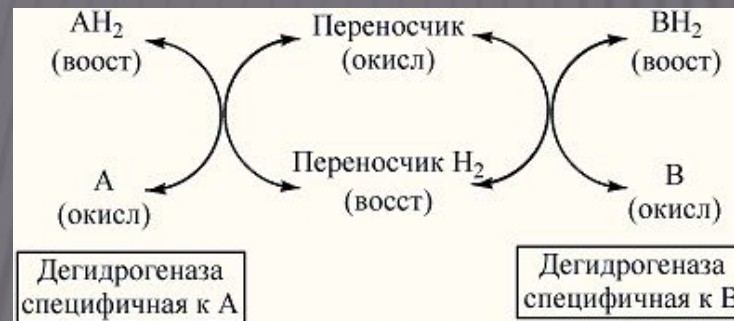 AH₂
(воост)
Переносчик
(окисл)
BH₂
(воост)
A
(окисл)
Переносчик H₂
(восст)
B
(окисл)
Дегидрогеназа
специфичная к A
Дегидрогеназа
специфичная к B